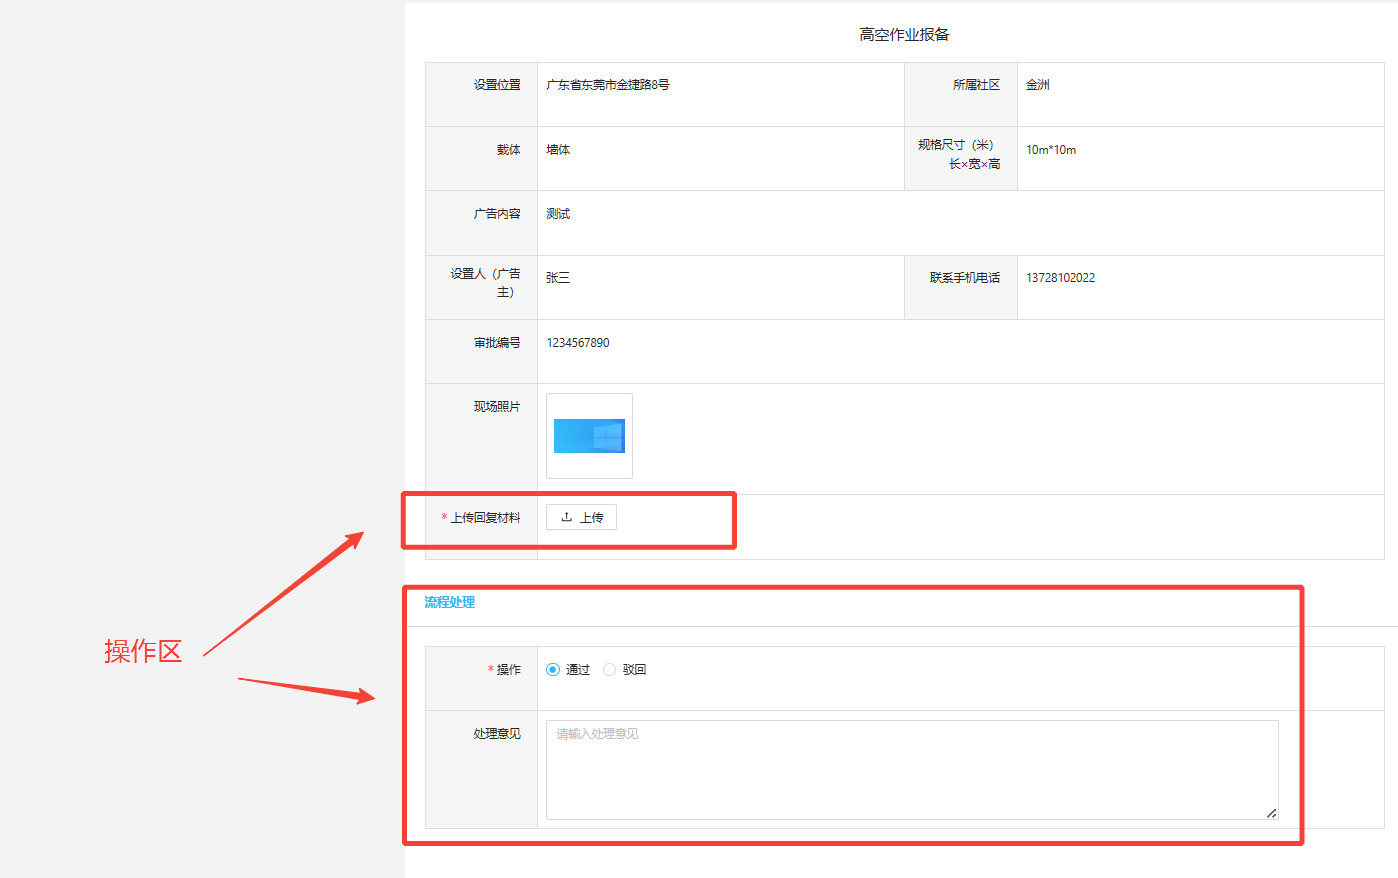 高空作业报备
设置位置 广东省东莞市金捷路8号 所属社区 金洲
载体 墙体 规格尺寸（米）
长×宽×高 10m*10m
广告内容 测试
设置人（广告
主） 张三 联系手机电话 13728102022
审批编号 1234567890
现场照片
*上传回复材料 上传
操作区
流程处理
*操作 通过 驳回
处理意见 请输入处理意见